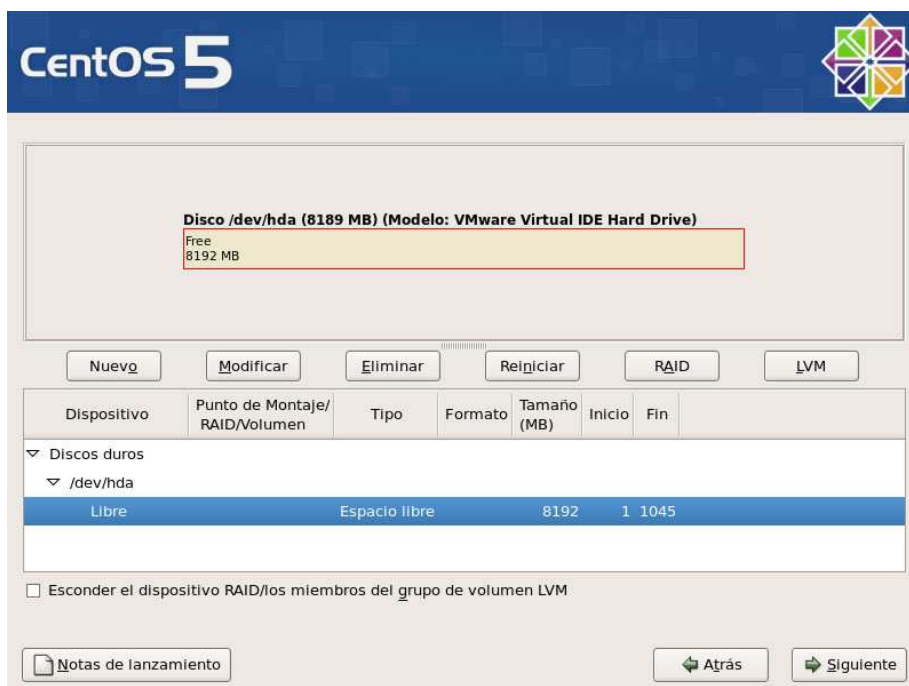 CentOS 5
Disco /dev/hda (8189 MB) (Modelo: VMware Virtual IDE Hard Drive)
Free
8192 MB
Nuevo Modificar Eliminar Reiniciar RAID LVM
Dispositivo Punto de Montaje/ RAID/Volumen Tipo Formato Tamaño (MB) Inicio Fin
Discos duros
/dev/hda
Libre Espacio libre 8192 1 1045
Esconder el dispositivo RAID/los miembros del grupo de volumen LVM
Notas de lanzamiento Atrás Siguiente